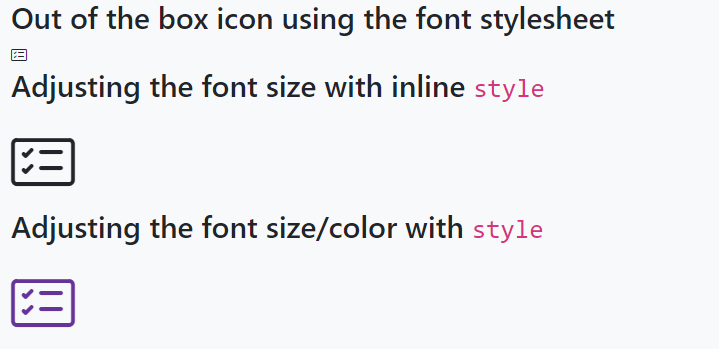 Out of the box icon using the font stylesheet
Adjusting the font size with inline style
Adjusting the font size/color with style